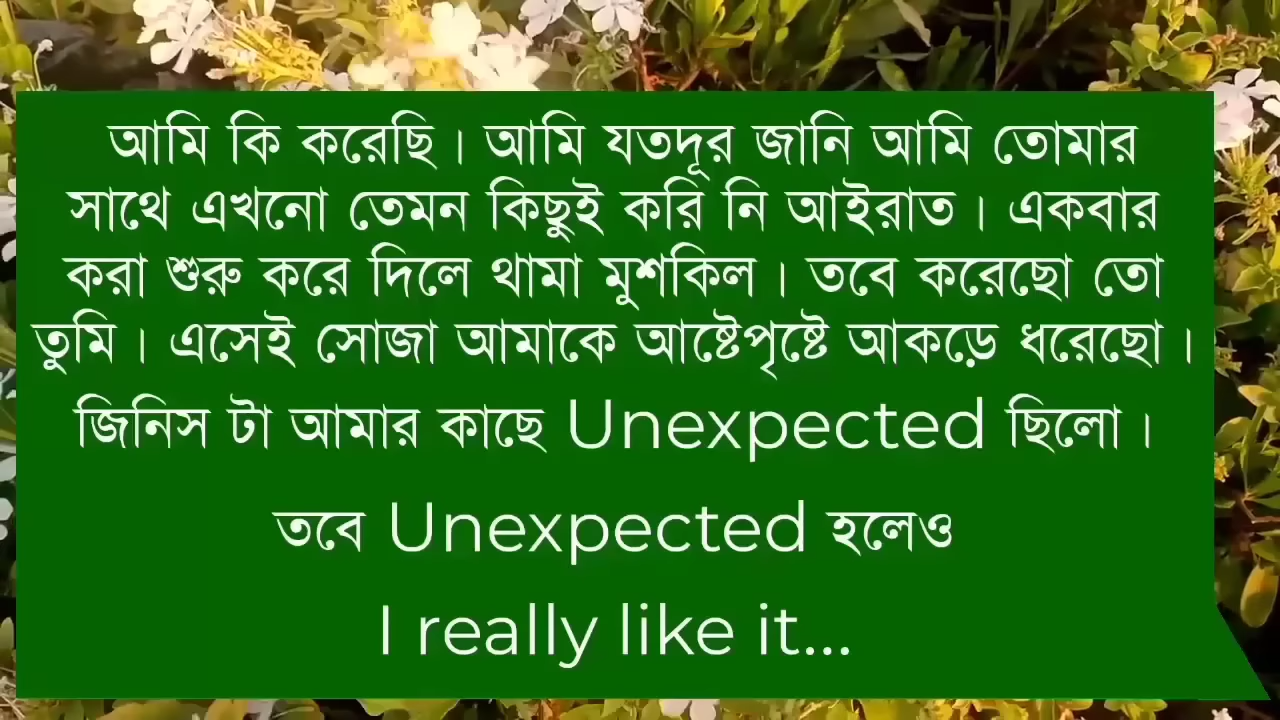 আমি কি করেছি। আমি যতদূর জানি আমি তোমার
সাথে এখনো তেমন কিছুই করি নি আইরাত। একবার
করা শুরু করে দিলে থামা মুশকিল। তবে করেছো তো
তুমি। এসেই সোজা আমাকে আষ্টেপৃষ্টে আকড়ে ধরেছো।
জিনিস টা আমার কাছে Unexpected ছিলো।
তবে Unexpected হলেও
I really like it...